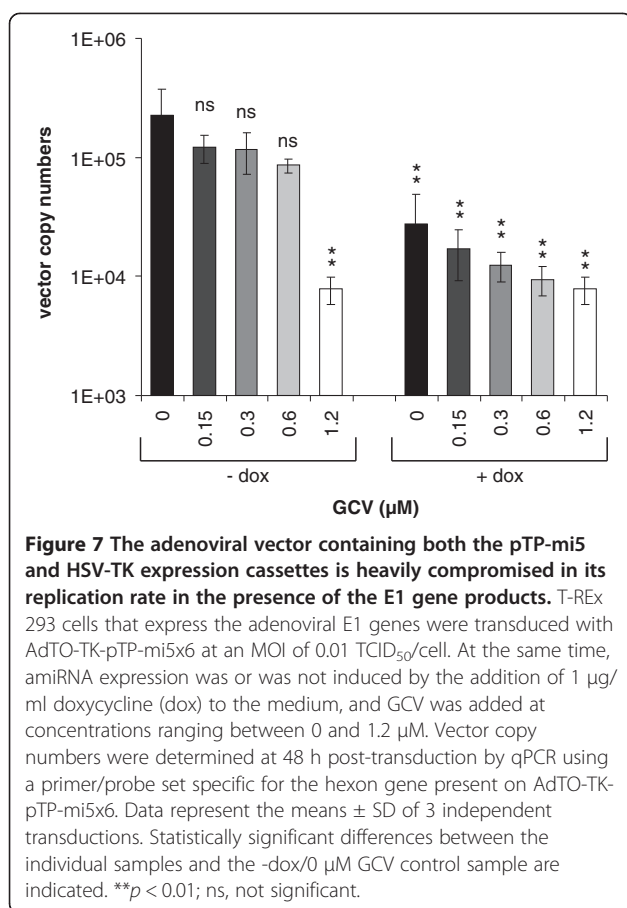 1E+06
1E+05
1E+04
1E+03
vector copy numbers
ns
ns
ns
**
**
**
**
**
**
0
0.15
0.3
0.6
1.2
0
0.15
0.3
0.6
1.2
- dox
+ dox
GCV (µM)
Figure 7 The adenoviral vector containing both the pTP-mi5
and HSV-TK expression cassettes is heavily compromised in its
replication rate in the presence of the E1 gene products. T-REx
293 cells that express the adenoviral E1 genes were transduced with
AdTO-TK-pTP-mi5x6 at an MOI of 0.01 TCID50/cell. At the same time,
amiRNA expression was or was not induced by the addition of 1 µg/
ml doxycycline (dox) to the medium, and GCV was added at
concentrations ranging between 0 and 1.2 µM. Vector copy
numbers were determined at 48 h post-transduction by qPCR using
a primer/probe set specific for the hexon gene present on AdTO-TK-
pTP-mi5x6. Data represent the means ± SD of 3 independent
transductions. Statistically significant differences between the
individual samples and the -dox/0 µM GCV control sample are
indicated. **p < 0.01; ns, not significant.